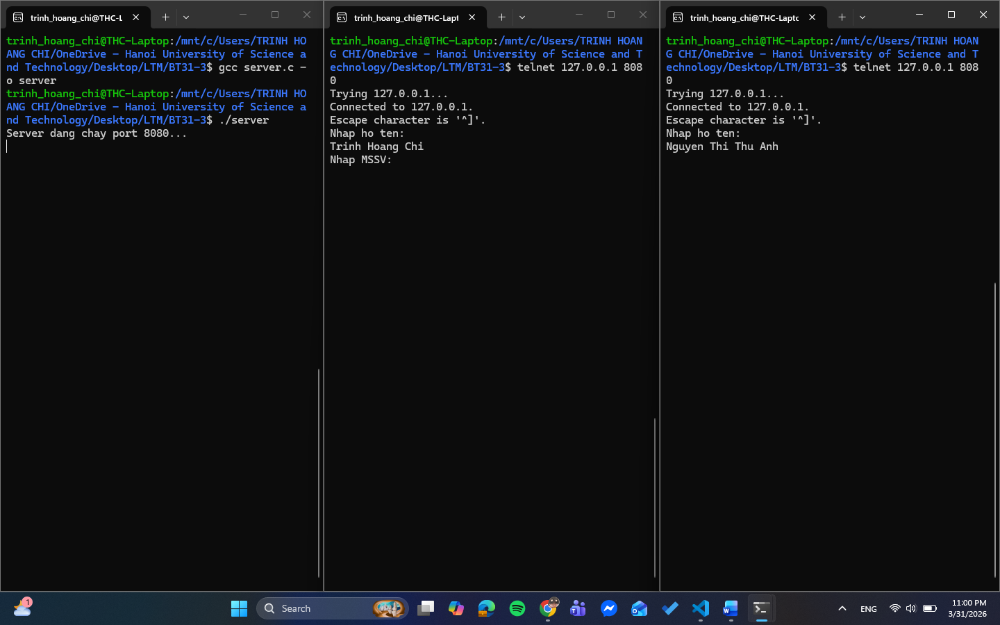 trinh_hoang_chi@THC-L
trinh_hoang_chi@THC-Laptop:/mnt/c/Users/TRINH HO
ANG CHI/OneDrive - Hanoi University of Science a
nd Technology/Desktop/LTM/BT31-3$ gcc server.c -
o server
trinh_hoang_chi@THC-Laptop:/mnt/c/Users/TRINH HO
ANG CHI/OneDrive - Hanoi University of Science a
nd Technology/Desktop/LTM/BT31-3$ ./server
Server dang chay port 8080...
trinh_hoang_chi@THC-Lapt
trinh_hoang_chi@THC-Laptop:/mnt/c/Users/TRINH HOAN
G CHI/OneDrive - Hanoi University of Science and T
echnology/Desktop/LTM/BT31-3$ telnet 127.0.0.1 808
0
Trying 127.0.0.1...
Connected to 127.0.0.1.
Escape character is '^]'.
Nhap ho ten:
Trinh Hoang Chi
Nhap MSSV:
trinh_hoang_chi@THC-Laptc
trinh_hoang_chi@THC-Laptop:/mnt/c/Users/TRINH HOAN
G CHI/OneDrive - Hanoi University of Science and T
echnology/Desktop/LTM/BT31-3$ telnet 127.0.0.1 808
0
Trying 127.0.0.1...
Connected to 127.0.0.1.
Escape character is '^]'.
Nhap ho ten:
Nguyen Thi Thu Anh
1
Search
ENG
11:00 PM
3/31/2026